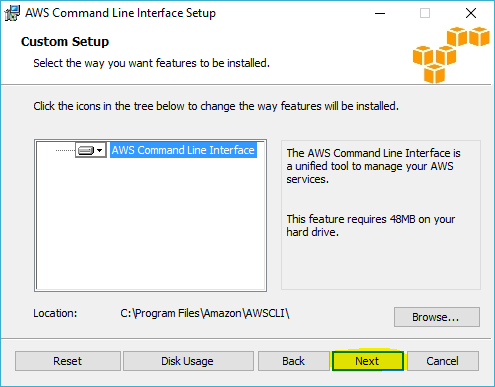 AWS Command Line Interface Setup
Custom Setup
Select the way you want features to be installed.
Click the icons in the tree below to change the way features will be installed.
AWS Command Line Interface
The AWS Command Line Interface is
a unified tool to manage your AWS
services.
This feature requires 48MB on your
hard drive.
Location: C:\Program Files\Amazon\AWSCLI\
Browse...
Reset Disk Usage Back Next Cancel